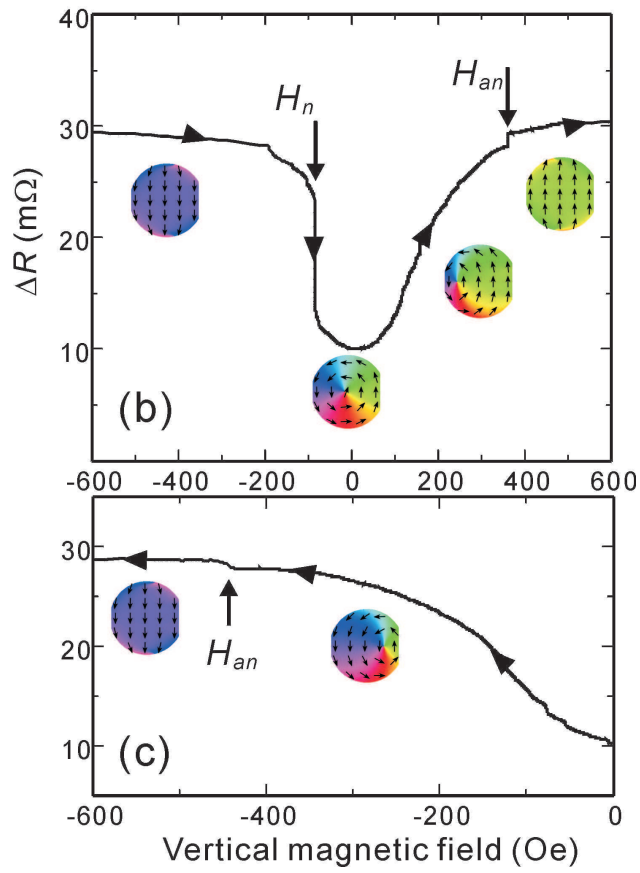 40
H_an
H_n
30
20
10
ΔR (mΩ)
(b)
-600 -400 -200 0 200 400 600
30
20
10
H_an
(c)
-600 -400 -200 0
Vertical magnetic field (Oe)